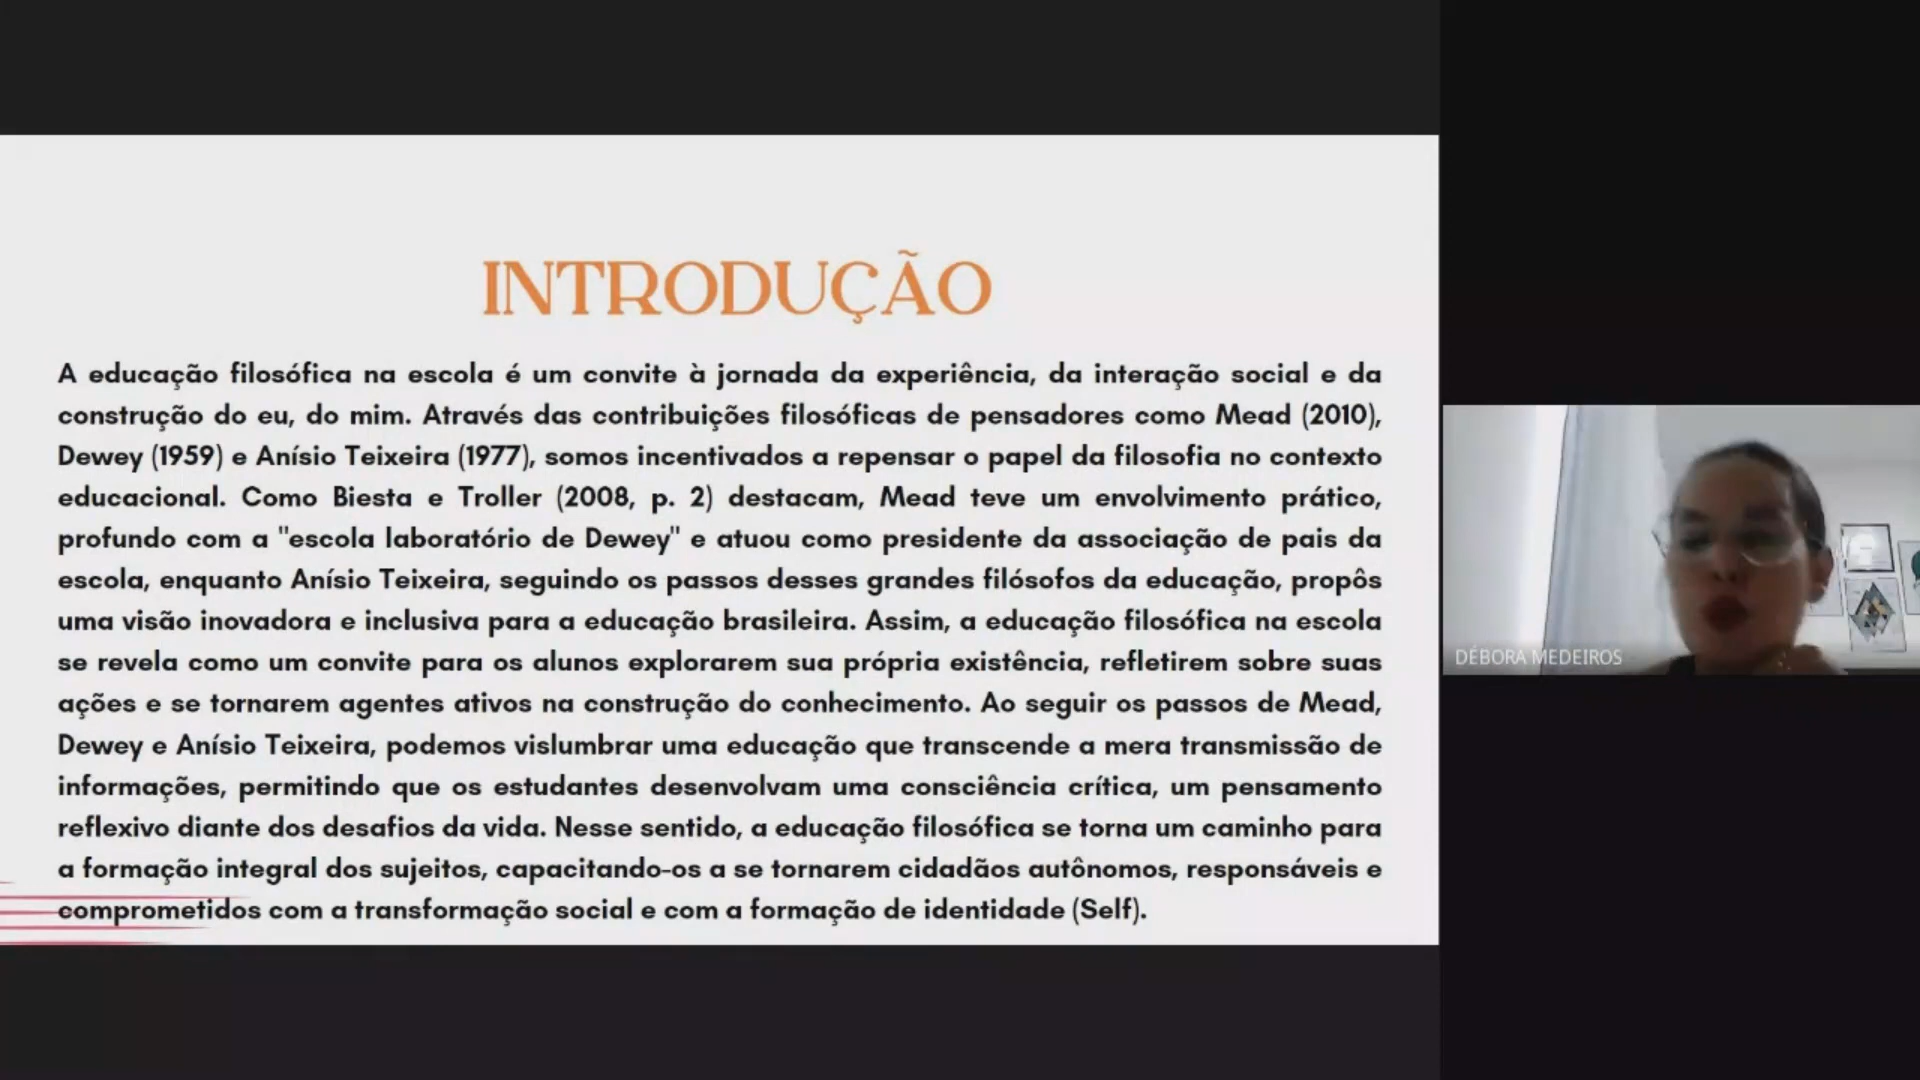 INTRODUÇÃO
A educação filosófica na escola é um convite à jornada da experiência, da interação social e da
construção do eu, do mim. Através das contribuições filosóficas de pensadores como Mead (2010),
Dewey (1959) e Anísio Teixeira (1977), somos incentivados a repensar o papel da filosofia no contexto
educacional. Como Biesta e Troller (2008, p. 2) destacam, Mead teve um envolvimento prático,
profundo com a "escola laboratório de Dewey" e atuou como presidente da associação de pais da
escola, enquanto Anísio Teixeira, seguindo os passos desses grandes filósofos da educação, propôs
uma visão inovadora e inclusiva para a educação brasileira. Assim, a educação filosófica na escola
se revela como um convite para os alunos explorarem sua própria existência, refletirem sobre suas
ações e se tornarem agentes ativos na construção do conhecimento. Ao seguir os passos de Mead,
Dewey e Anísio Teixeira, podemos vislumbrar uma educação que transcende a mera transmissão de
informações, permitindo que os estudantes desenvolvam uma consciência crítica, um pensamento
reflexivo diante dos desafios da vida. Nesse sentido, a educação filosófica se torna um caminho para
a formação integral dos sujeitos, capacitando-os a se tornarem cidadãos autônomos, responsáveis e
comprometidos com a transformação social e com a formação de identidade (Self).
DÉBORA MEDEIROS